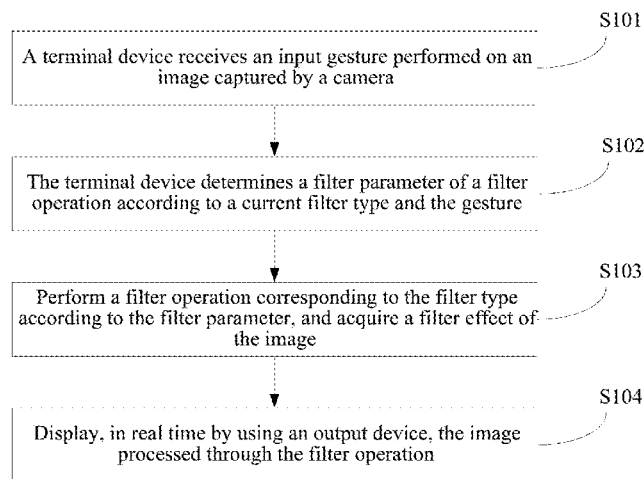 S101
A terminal device receives an input gesture performed on an
image captured by a camera
S102
The terminal device determines a filter parameter of a filter
operation according to a current filter type and the gesture
S103
Perform a filter operation corresponding to the filter type
according to the filter parameter, and acquire a filter effect of
the image
S104
Display, in real time by using an output device, the image
processed through the filter operation